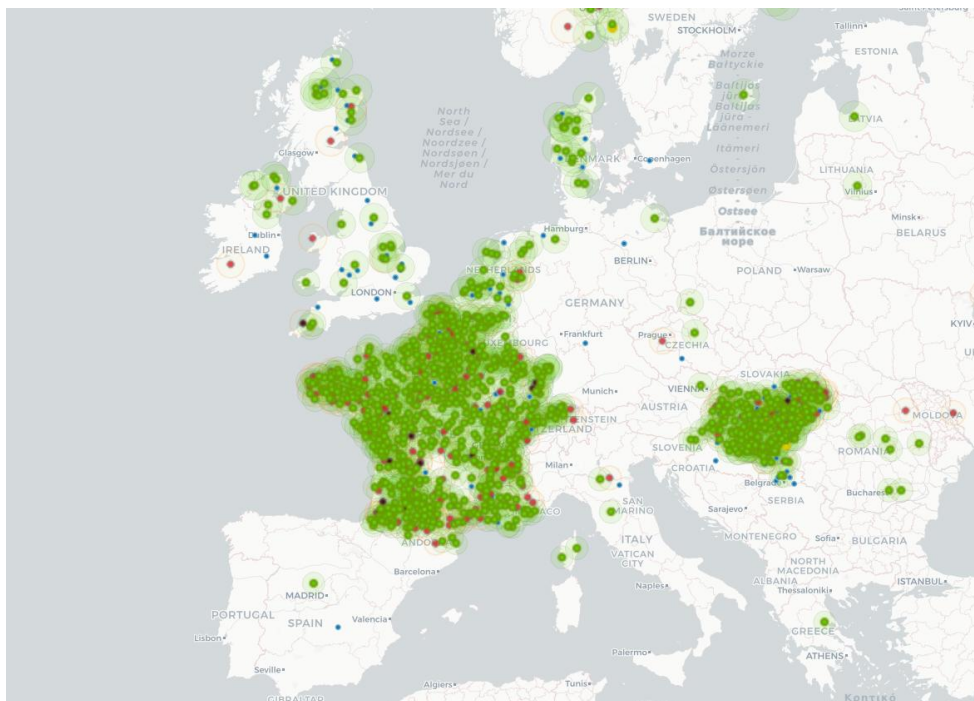 SWEDEN
STOCKHOLM
Tallinn
ESTONIA
Morze
Bałtyckie
Baltijos
jūra -
Baltijas
jūra -
Läänemeri
-
Itämeri
-
Östersjön
-
Østersøen
-
Ostsee
-
Балтийское
море
North
Sea /
Nordsee /
Noordzee /
Nordsøen /
Nordsjøen /
Mer du
Nord
LATVIA
Glasgow
Copenhagen
LITHUANIA
Vilnius
UNITED KINGDOM
Minsk
BELARUS
Dublin
IRELAND
Hamburg
BERLIN
POLAND
Warsaw
NETHERLANDS
LONDON
GERMANY
Frankfurt
Prague
CZECHIA
Munich
VIENNA
SLOVAKIA
AUSTRIA
MOLDOVA
SLOVENIA
Milan
CROATIA
ROMANIA
Belgrade
Bucharest
SERBIA
SAN
MARINO
Sarajevo
ITALY
MONTENEGRO
Sofia
BULGARIA
VATICAN
CITY
NORTH
MACEDONIA
ALBANIA
Thessaloniki
ISTANBUL
Barcelona
Naples
MADRID
PORTUGAL
SPAIN
Valencia
Lisbon
GREECE
ATHENS
Palermo
Seville
Algiers
Tunis
GIBRALTAR
Κρητικό